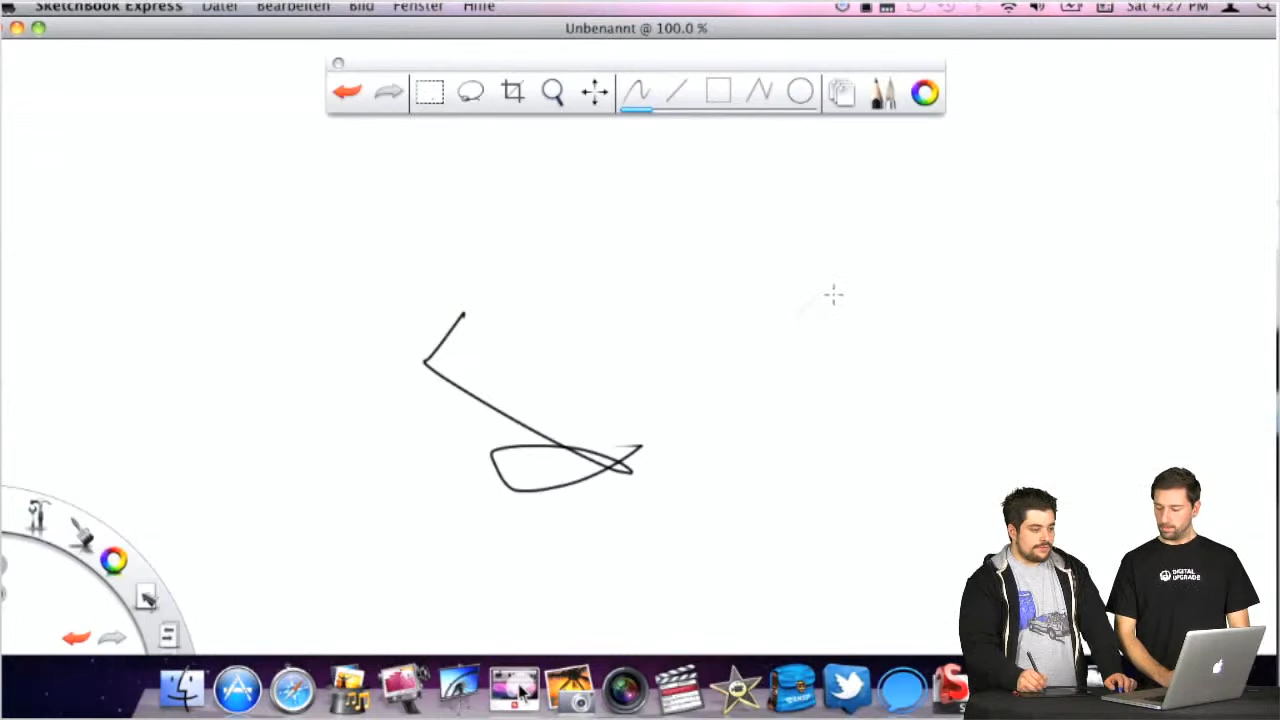 SketchBook Express Datei Bearbeiten Bild Fenster Hilfe Sat 4:27 PM
Unbenannt @ 100.0 %
DIGITAL
UPGRADE